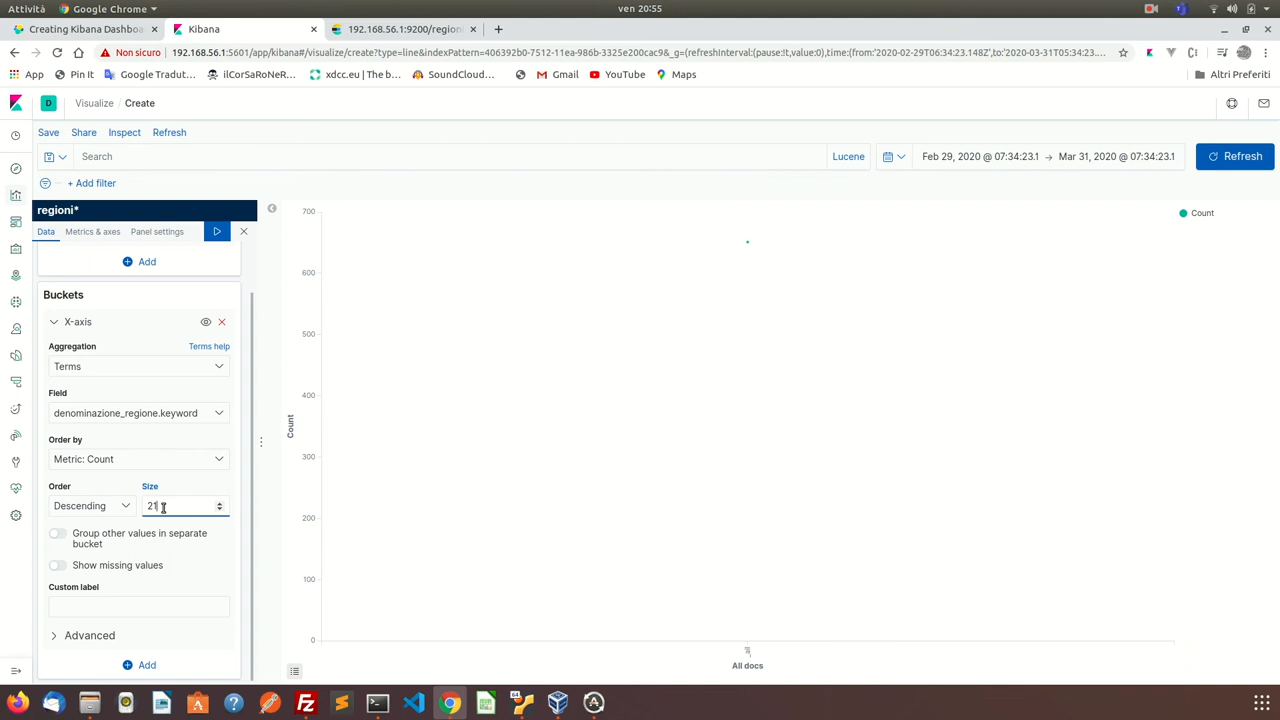 Attività
Google Chrome
ven 20:55
Creating Kibana Dashboa
Kibana
192.168.56.1:9200/region
Non sicuro
192.168.56.1:5601/app/kibana#/visualize/create?type=line&indexPattern=406392b0-7512-11ea-986b-3325e200cac9&_g=(refreshInterval:(pause:!t,value:0),time:(from:'2020-02-29T06:34:23.148Z',to:'2020-03-31T05:34:23....
App
Pin It
Google Tradut...
ilCorSaRoNeR...
xdcc.eu | The b...
SoundCloud...
Gmail
YouTube
Maps
Altri Preferiti
D
Visualize / Create
Save
Share
Inspect
Refresh
Search
Lucene
Feb 29, 2020 @ 07:34:23.1 → Mar 31, 2020 @ 07:34:23.1
Refresh
+ Add filter
regioni*
Data
Metrics & axes
Panel settings
Add
Buckets
X-axis
Aggregation
Terms help
Terms
Field
denominazione_regione.keyword
Order by
Metric: Count
Order
Size
Descending
21
Group other values in separate
bucket
Show missing values
Custom label
Advanced
Add
700
600
500
400
300
200
100
0
Count
all
All docs
Count